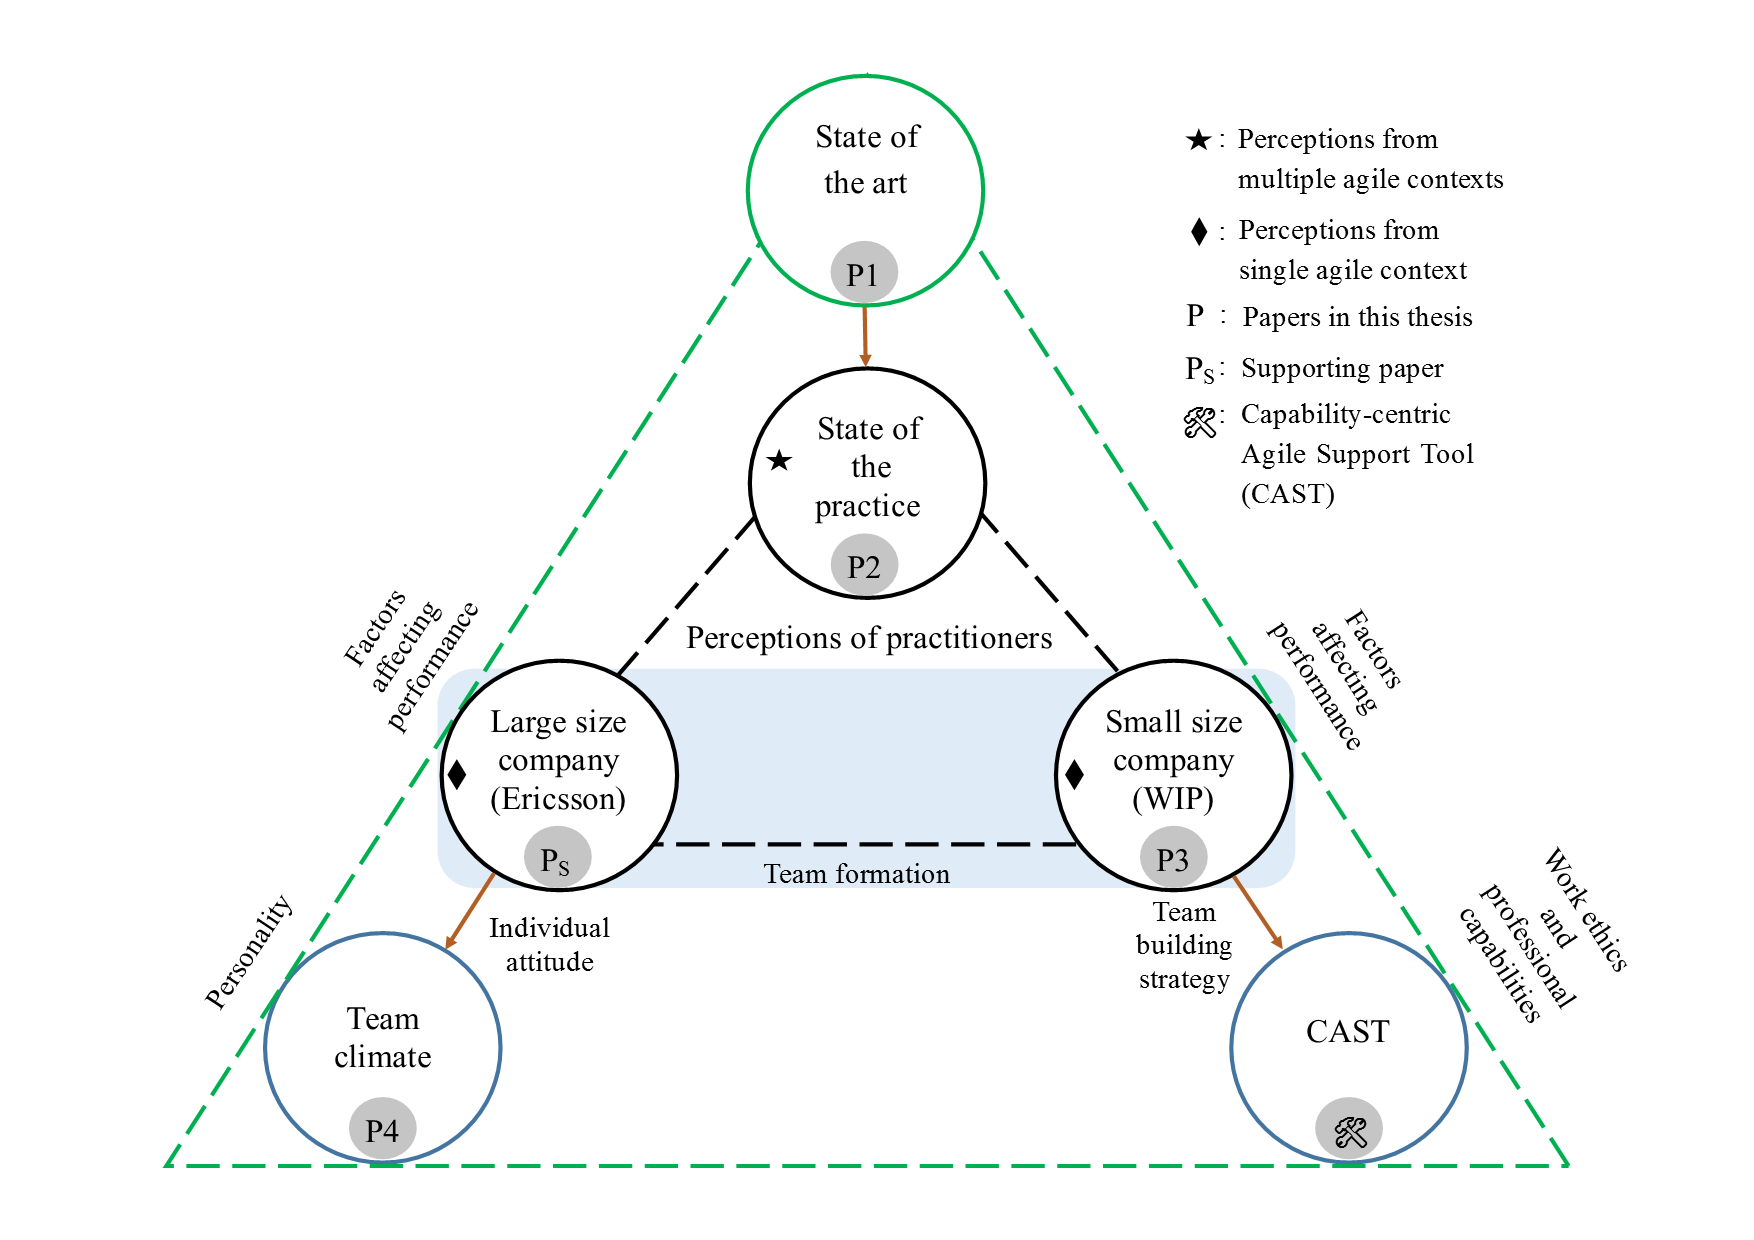 State of
the art
P1
★ : Perceptions from
multiple agile contexts
♦ : Perceptions from
single agile context
P : Papers in this thesis
PS : Supporting paper
: Capability-centric
Agile Support Tool
(CAST)
State of
the
practice
P2
Factors
affecting
performance
Perceptions of practitioners
Factors
affecting
performance
Large size
company
(Ericsson)
PS
Small size
company
(WIP)
P3
Team formation
Personality
Individual
attitude
Team
building
strategy
Work ethics
and
professional
capabilities
Team
climate
P4
CAST